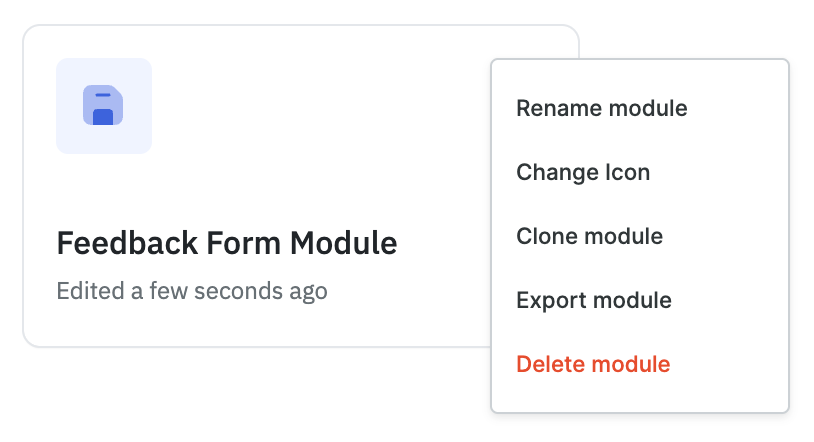 Feedback Form Module
Edited a few seconds ago
Rename module
Change Icon
Clone module
Export module
Delete module